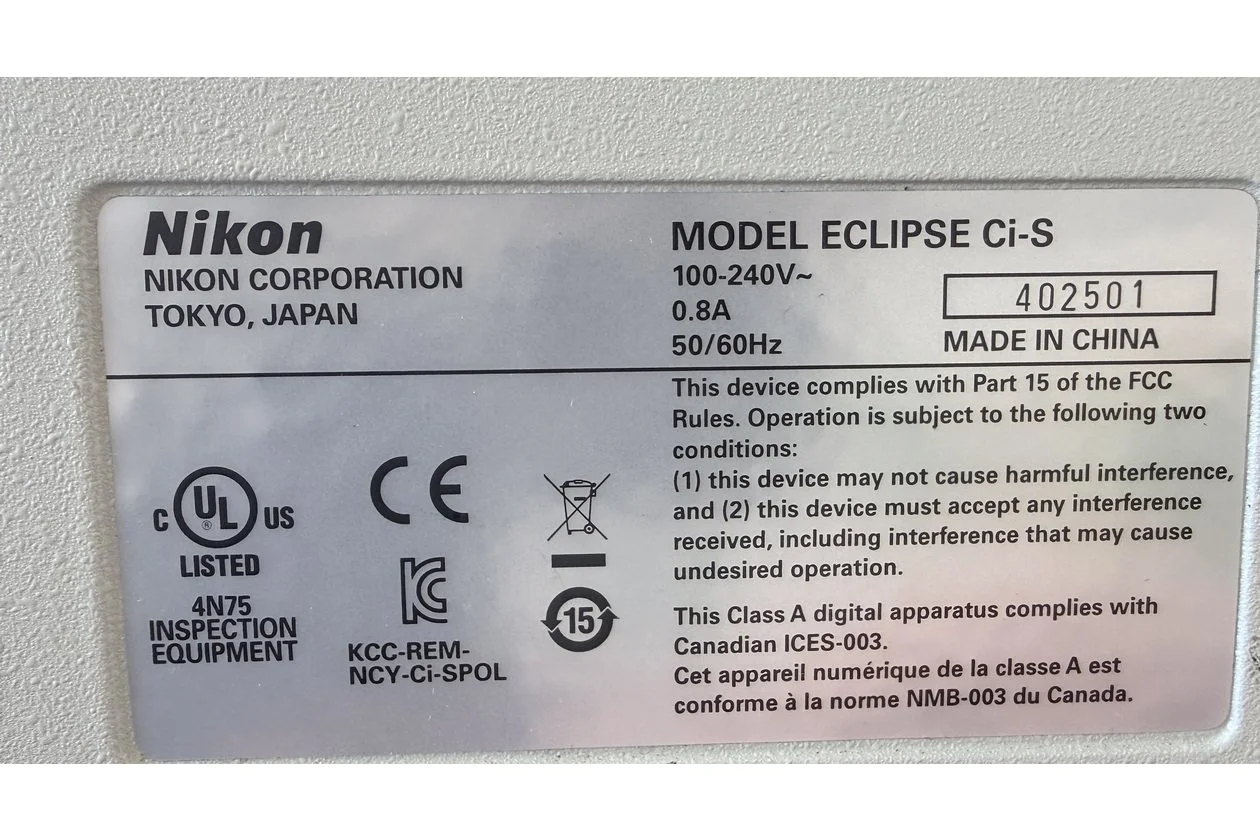 Nikon
NIKON CORPORATION
TOKYO, JAPAN
MODEL ECLIPSE Ci-S
100-240V~
0.8A
50/60Hz
402501
MADE IN CHINA
This device complies with Part 15 of the FCC
Rules. Operation is subject to the following two
conditions:
(1) this device may not cause harmful interference,
and (2) this device must accept any interference
received, including interference that may cause
undesired operation.
This Class A digital apparatus complies with
Canadian ICES-003.
Cet appareil numérique de la classe A est
conforme à la norme NMB-003 du Canada.
C UL ® US
LISTED
4N75
INSPECTION
EQUIPMENT
CE
KC
KCC-REM-
NCY-Ci-SPOL
15